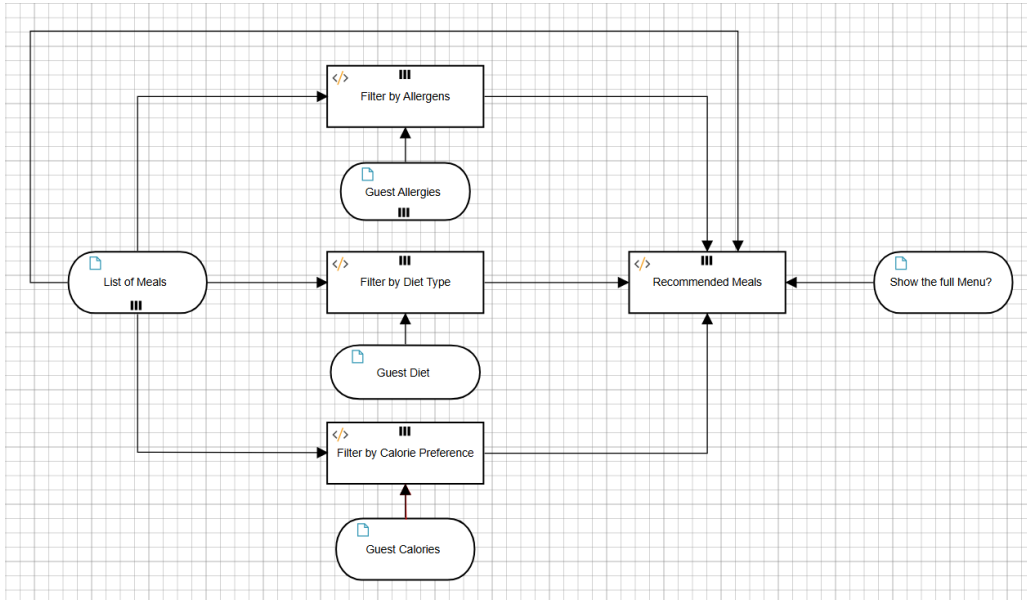 Filter by Allergens
Guest Allergies
List of Meals
Filter by Diet Type
Recommended Meals
Show the full Menu?
Guest Diet
Filter by Calorie Preference
Guest Calories